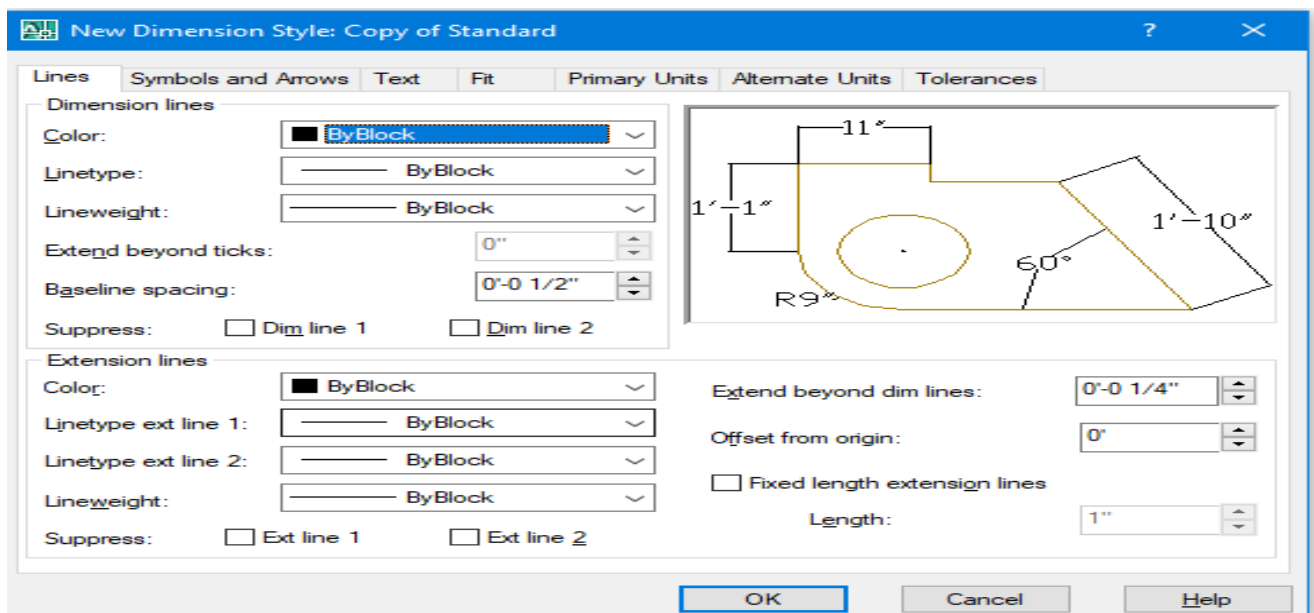 New Dimension Style: Copy of Standard
Lines Symbols and Arrows Text Fit Primary Units Alternate Units Tolerances
Dimension lines
Color: ByBlock
Linetype: ByBlock
Lineweight: ByBlock
Extend beyond ticks: 0"
Baseline spacing: 0'-0 1/2"
Suppress: Dim line 1 Dim line 2
11"
1'-1"
1'-10"
60°
R9"
Extension lines
Color: ByBlock
Linetype ext line 1: ByBlock
Linetype ext line 2: ByBlock
Lineweight: ByBlock
Suppress: Ext line 1 Ext line 2
Extend beyond dim lines: 0'-0 1/4"
Offset from origin: 0'
Fixed length extension lines
Length: 1"
OK Cancel Help